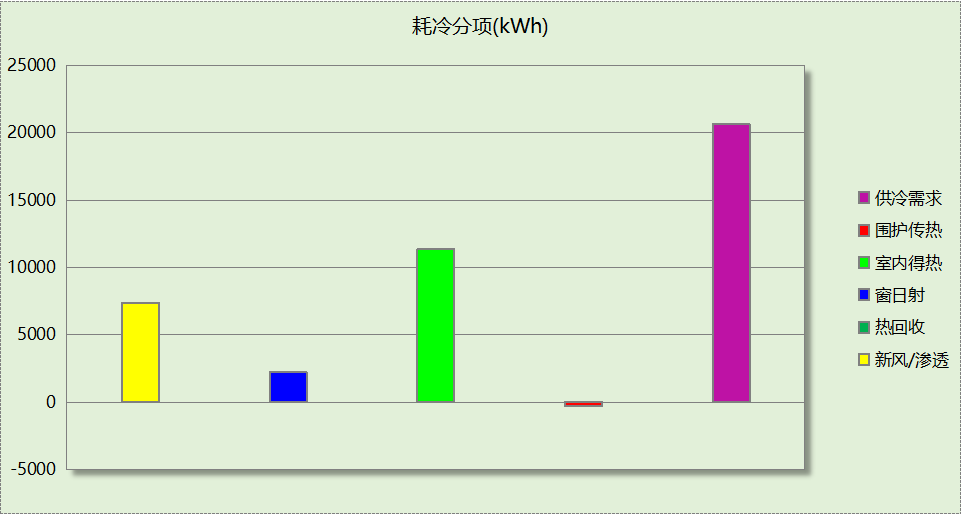 耗冷分项(kWh)
25000
20000
15000
10000
5000
0
-5000
供冷需求
围护传热
室内得热
窗日射
热回收
新风/渗透